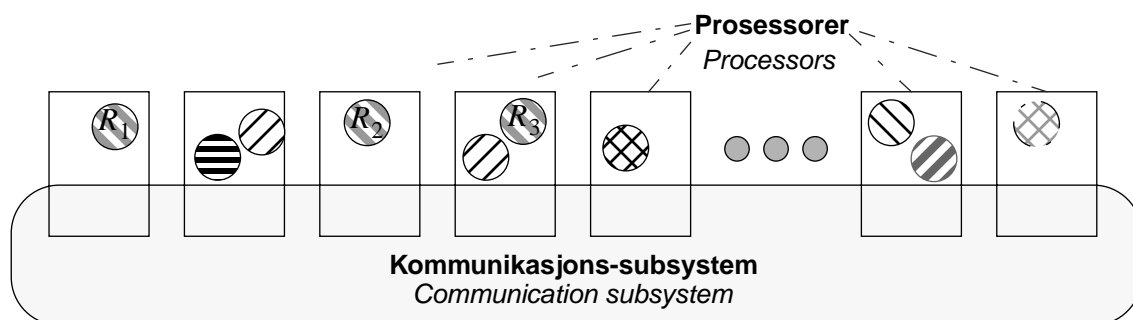 Prosessorer
Processors
R1 R2 R3
Kommunikasjons-subsystem
Communication subsystem